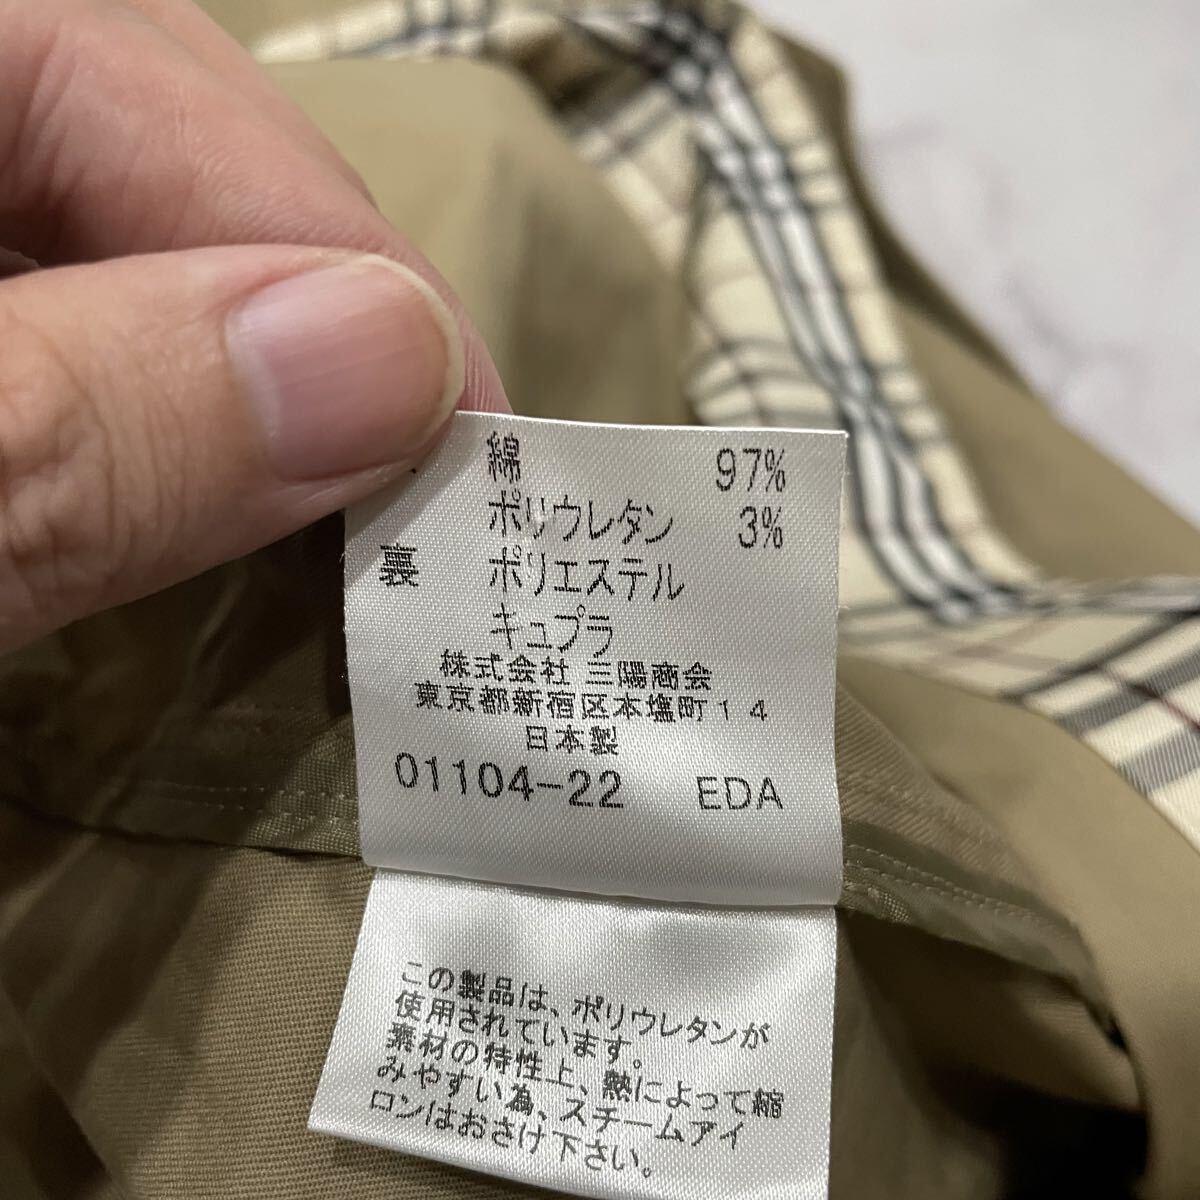 綿 97%
ポリウレタン 3%
裏 ポリエステル
キュプラ
株式会社 三陽商会
東京都新宿区本塩町14
日本製
01104-22 EDA
この製品は、ポリウレタンが
使用されています。
素材の特性上、熱によって縮
みやすい為、スチームアイ
ロンはおさけ下さい。